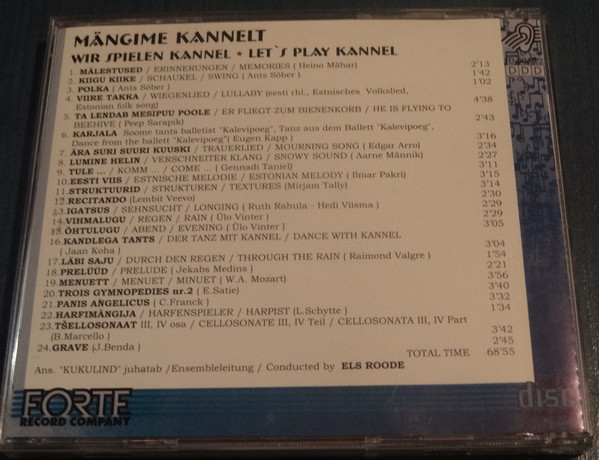 MÄNGIME KANNELT
WIR SPIELEN KANNEL * LET`S PLAY KANNEL
1. MÄLESTUSED / ERINNERUNGEN / MEMORIES ( Heino Mähar) 2'13
2. KIIGU KIIKE / SCHAUKEL / SWING ( Ants Sõber) 1'42
3. POLKA ( Ants Sõber) 1'02
4. VIIRE TAKKA / WIEGENLIED / LULLABY (eesti rhl., Estnisches Volkslied,
Estonian folk song) 4'38
5. TA LENDAB MESIPUU POOLE / ER FLIEGT ZUM BIENENKORB / HE IS FLYING TO
BEEHIVE ( Peep Sarapik) 2'43
6. KARJALA Soome tants balletist "Kalevipoeg", Tanz aus dem Ballett "Kalevipoeg",
Dance from the ballett "Kalevipoeg"( Eugen Kapp ) 3'16
7. ÄRA SURI SUURI KUUSKI / TRAUERLIED / MOURNING SONG ( Edgar Arro) 2'34
8. LUMINE HELIN / VERSCHNEITER KLANG / SNOWY SOUND ( Aarne Männik) 2'27
9. TULE ... / KOMM ... / COME ... ( Gennadi Taniel) 3'11
10. EESTI VIIS / ESTNISCHE MELODIE / ESTONIAN MELODY ( Ilmar Pakri) 3'15
11. STRUKTUURID / STRUKTUREN / TEXTURES (Mirjam Tally) 3'14
12. RECITANDO (Lembit Veevo) 2'30
13. IGATSUS / SEHNSUCHT / LONGING ( Ruth Rahula - Hedi Viisma ) 2'29
14. VIHMALUGU / REGEN / RAIN ( Ülo Vinter ) 2'29
15. ÕHTULUGU / ABEND / EVENING ( Ülo Vinter) 3'05
16. KANDLEGA TANTS / DER TANZ MIT KANNEL / DANCE WITH KANNEL
( Jaan Koha ) 3'04
17. LÄBI SAJU / DURCH DEN REGEN / THROUGH THE RAIN ( Raimond Valgre) 1'54
18. PRELÜÜD / PRELUDE ( Jekabs Medins ) 2'21
19. MENUETT / MENUET / MINUET ( W.A. Mozart) 3'56
20. TROIS GYMNOPEDIES nr.2 ( E.Satie) 3'40
21. PANIS ANGELICUS ( C.Franck ) 3'32
22. HARFIMÄNGIJA / HARFENSPIELER / HARPIST (L.Schytte ) 1'34
23. TŠELLOSONAAT III, IV osa / CELLOSONATE III, IV Teil / CELLOSONATE III, IV Part
(B.Marcello ) 3'42
24. GRAVE (J.Benda ) 2'45
TOTAL TIME 68'55
Ans. "KUKULIND" juhatab /Ensembleleitung / Conducted by ELS ROODE
FORTE
RECORD COMPANY
disc
DDD